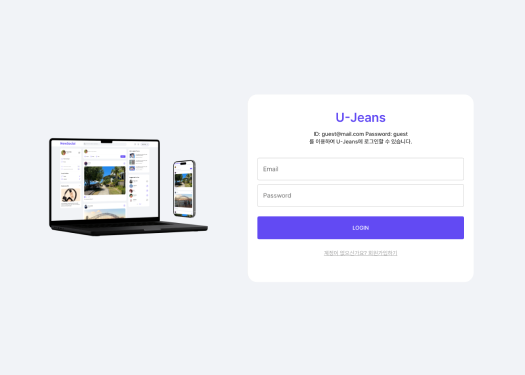 U-Jeans
ID: guest@mail.com Password: guest
를 이용하여 U-Jeans에 로그인할 수 있습니다.
Email
Password
LOGIN
계정이 없으신가요? 회원가입하기